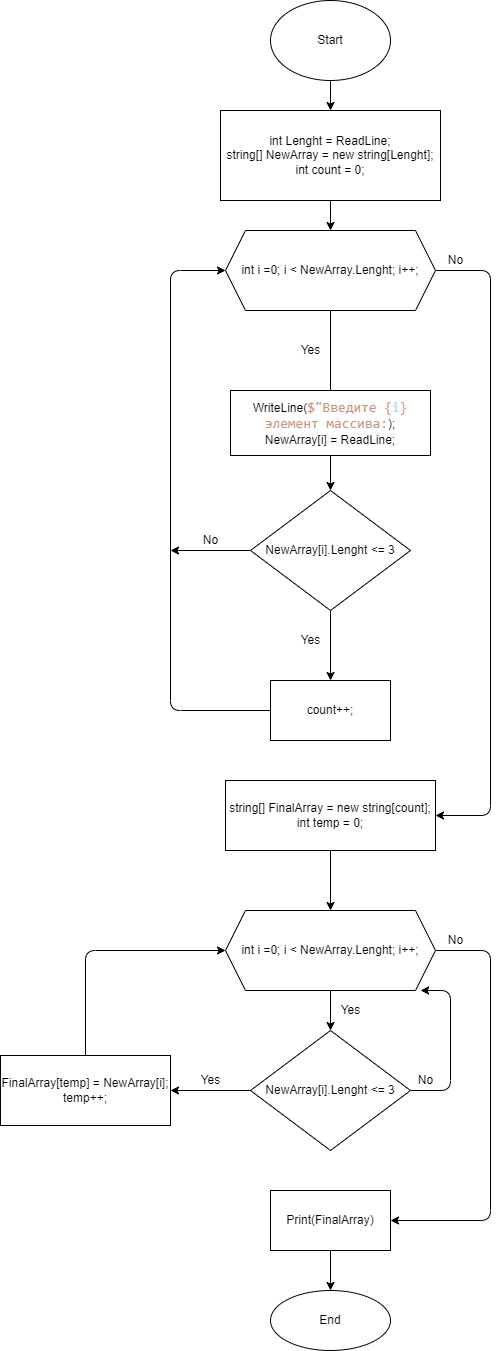 Start
int Lenght = ReadLine;
string[] NewArray = new string[Lenght];
int count = 0;
int i =0; i < NewArray.Lenght; i++;
No
Yes
WriteLine($"Введите {i}
элемент массива:);
NewArray[i] = ReadLine;
NewArray[i].Lenght <= 3
No
Yes
count++;
string[] FinalArray = new string[count];
int temp = 0;
int i =0; i < NewArray.Lenght; i++;
No
Yes
NewArray[i].Lenght <= 3
Yes
No
FinalArray[temp] = NewArray[i];
temp++;
Print(FinalArray)
End